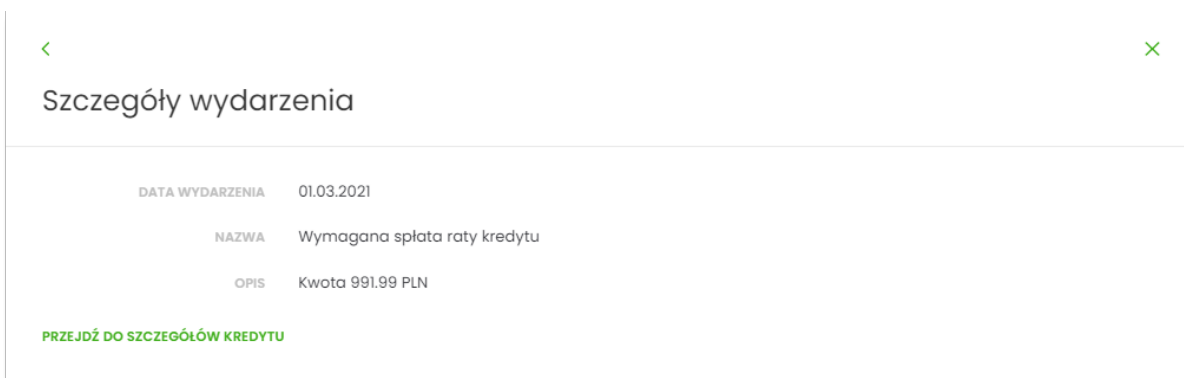 Szczegóły wydarzenia
DATA WYDARZENIA 01.03.2021
NAZWA Wymagana spłata raty kredytu
OPIS Kwota 991.99 PLN
PRZEJDŹ DO SZCZEGÓŁÓW KREDYTU